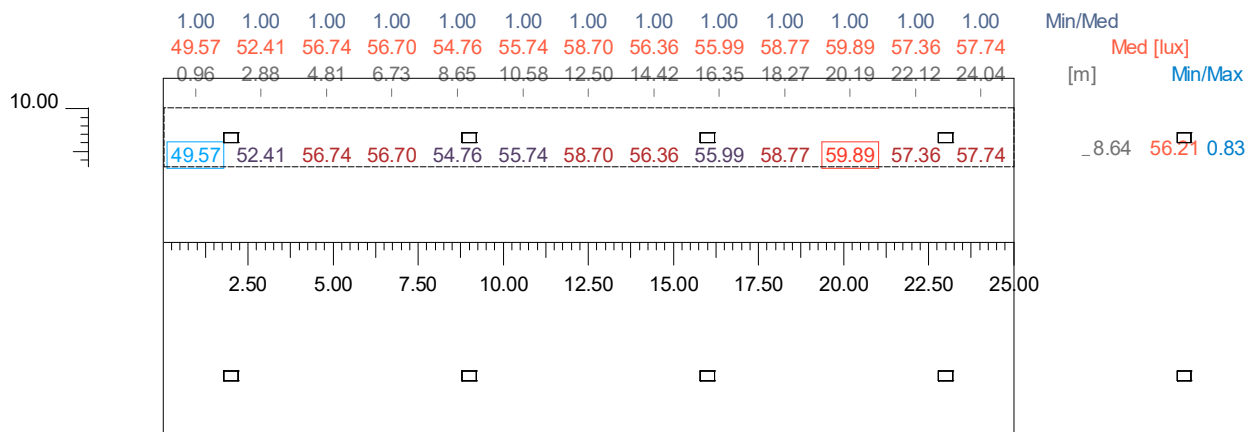 1.00 1.00 1.00 1.00 1.00 1.00 1.00 1.00 1.00 1.00 1.00 1.00 1.00 Min/Med
49.57 52.41 56.74 56.70 54.76 55.74 58.70 56.36 55.99 58.77 59.89 57.36 57.74 Med [lux]
0.96 2.88 4.81 6.73 8.65 10.58 12.50 14.42 16.35 18.27 20.19 22.12 24.04 [m] Min/Max
10.00
49.57 52.41 56.74 56.70 54.76 55.74 58.70 56.36 55.99 58.77 59.89 57.36 57.74 8.64 56.21 0.83
2.50 5.00 7.50 10.00 12.50 15.00 17.50 20.00 22.50 25.00